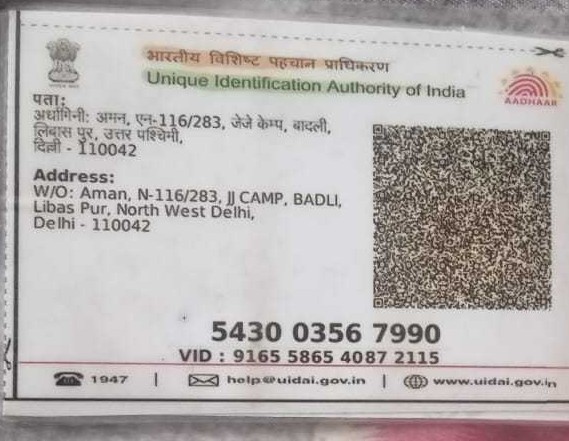 भारतीय विशिष्ट पहचान प्राधिकरण
Unique Identification Authority of India
AADHAAR
पता:
अर्धांगिनी: अमन, एन-116/283, जेजे केम्प, बादली,
लिबास पुर, उत्तर पश्चिमी,
दिल्ली - 110042
Address:
W/O: Aman, N-116/283, JJ CAMP, BADLI,
Libas Pur, North West Delhi,
Delhi - 110042
5430 0356 7990
VID : 9165 5865 4087 2115
1947 | help@uidai.gov.in | www.uidai.gov.in